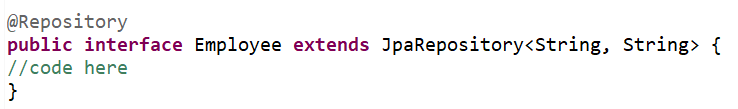 @Repository
public interface Employee extends JpaRepository<String, String> {
//code here
}